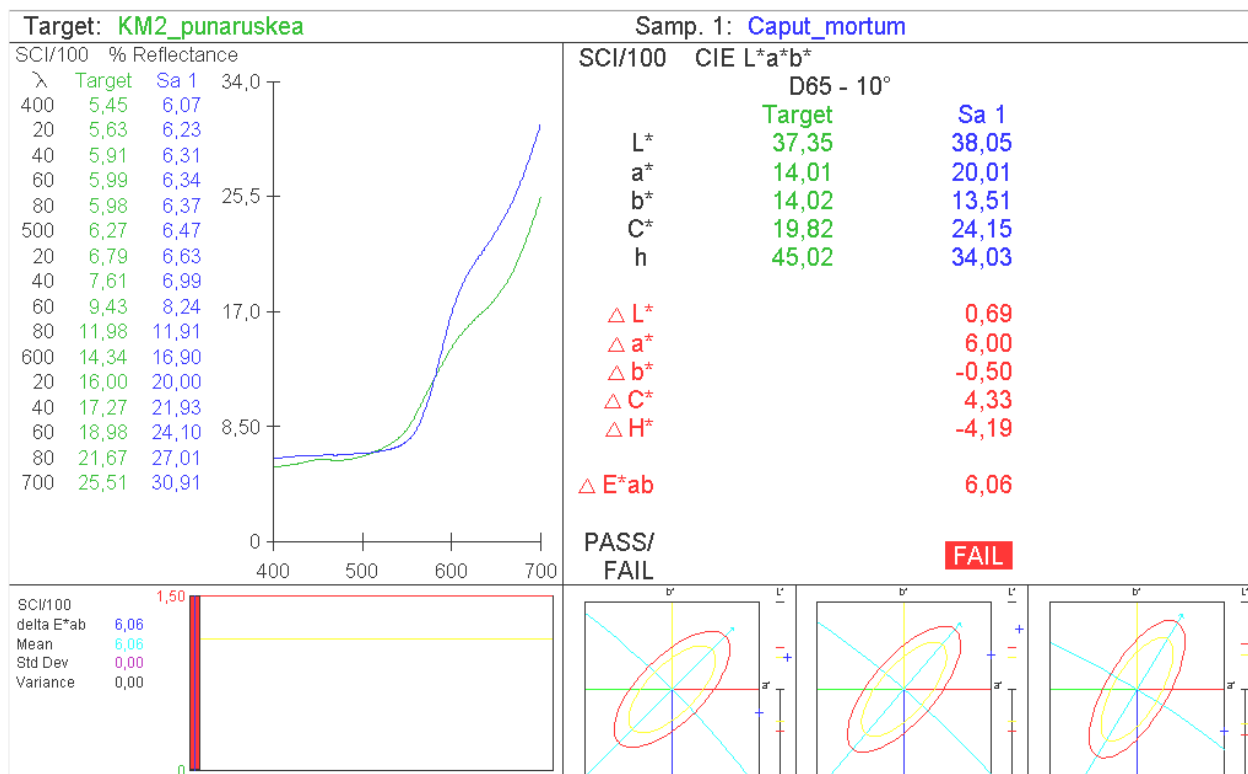 Target: KM2_punaruskea Samp. 1: Caput_mortum
SCI/100 % Reflectance
λ Target Sa 1
400 5,45 6,07
20 5,63 6,23
40 5,91 6,31
60 5,99 6,34
80 5,98 6,37
500 6,27 6,47
20 6,79 6,63
40 7,61 6,99
60 9,43 8,24
80 11,98 11,91
600 14,34 16,90
20 16,00 20,00
40 17,27 21,93
60 18,98 24,10
80 21,67 27,01
700 25,51 30,91
34,0
25,5
17,0
8,50
0
400 500 600 700
SCI/100 CIE L*a*b*
D65 - 10°
Target Sa 1
L* 37,35 38,05
a* 14,01 20,01
b* 14,02 13,51
C* 19,82 24,15
h 45,02 34,03
△ L* 0,69
△ a* 6,00
△ b* -0,50
△ C* 4,33
△ H* -4,19
△ E*ab 6,06
PASS/
FAIL FAIL
SCI/100
delta E*ab 6,06
Mean 6,06
Std Dev 0,00
Variance 0,00
1,50
0
b* L*
a*
b* L*
a*
b* L*
a*